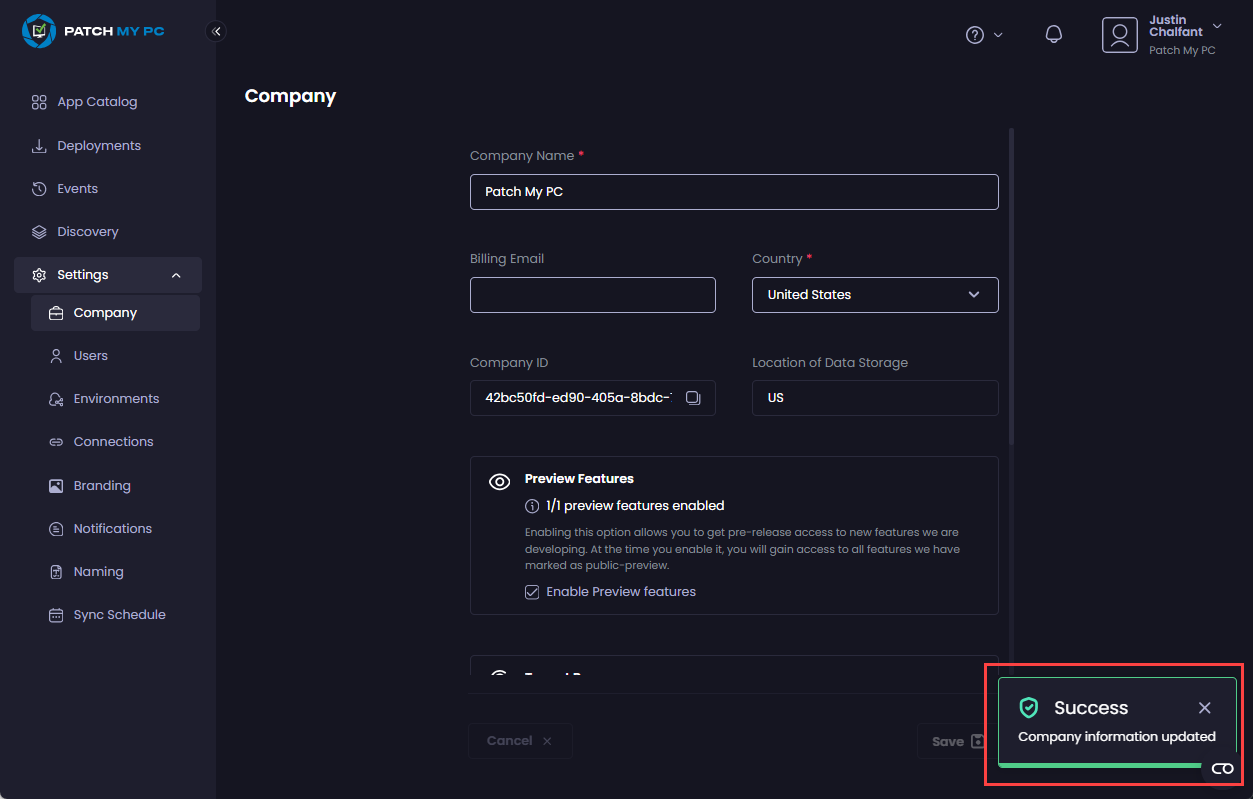 PATCH MY PC
Justin
Chalfant
Patch My PC
App Catalog
Deployments
Events
Discovery
Settings
Company
Users
Environments
Connections
Branding
Notifications
Naming
Sync Schedule
Company
Company Name *
Patch My PC
Billing Email
Country *
United States
Company ID
Location of Data Storage
42bc50fd-ed90-405a-8bdc-
US
Preview Features
1/1 preview features enabled
Enabling this option allows you to get pre-release access to new features we are
developing. At the time you enable it, you will gain access to all features we have
marked as public-preview.
Enable Preview features
Cancel
Save
Success
Company information updated